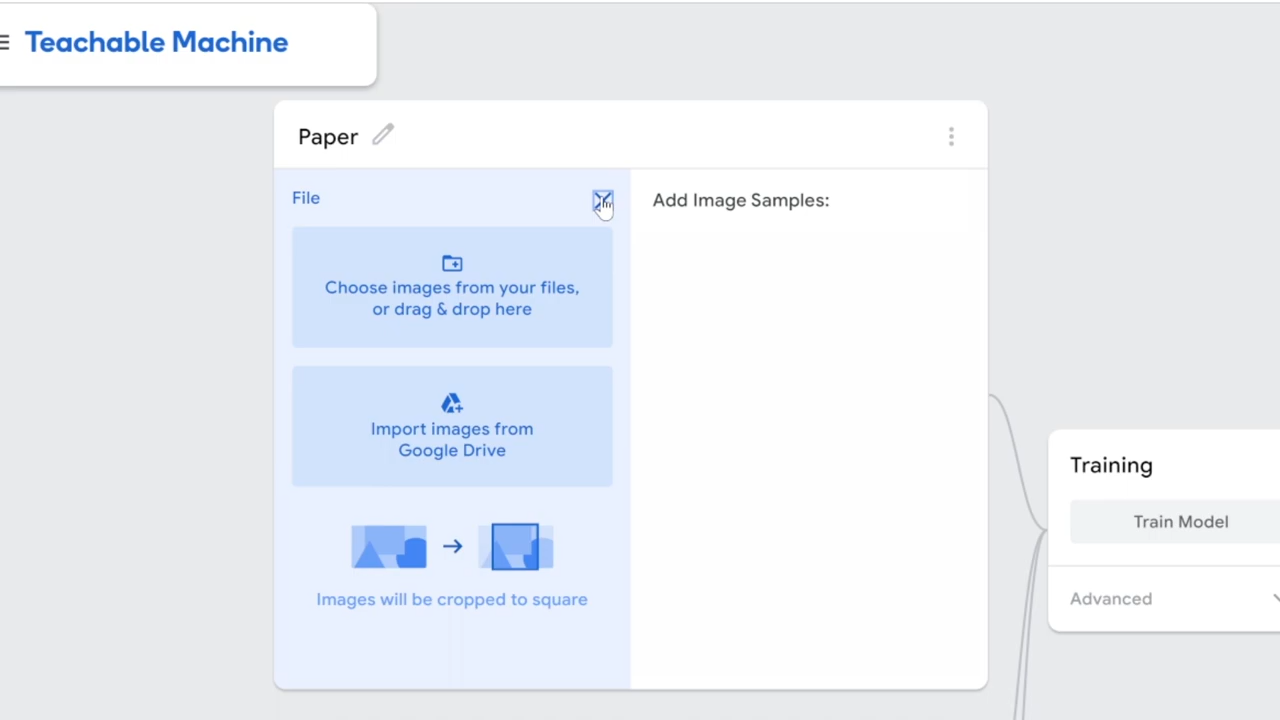 Teachable Machine
Paper
File
Add Image Samples:
Choose images from your files,
or drag & drop here
Import images from
Google Drive
Images will be cropped to square
Training
Train Model
Advanced